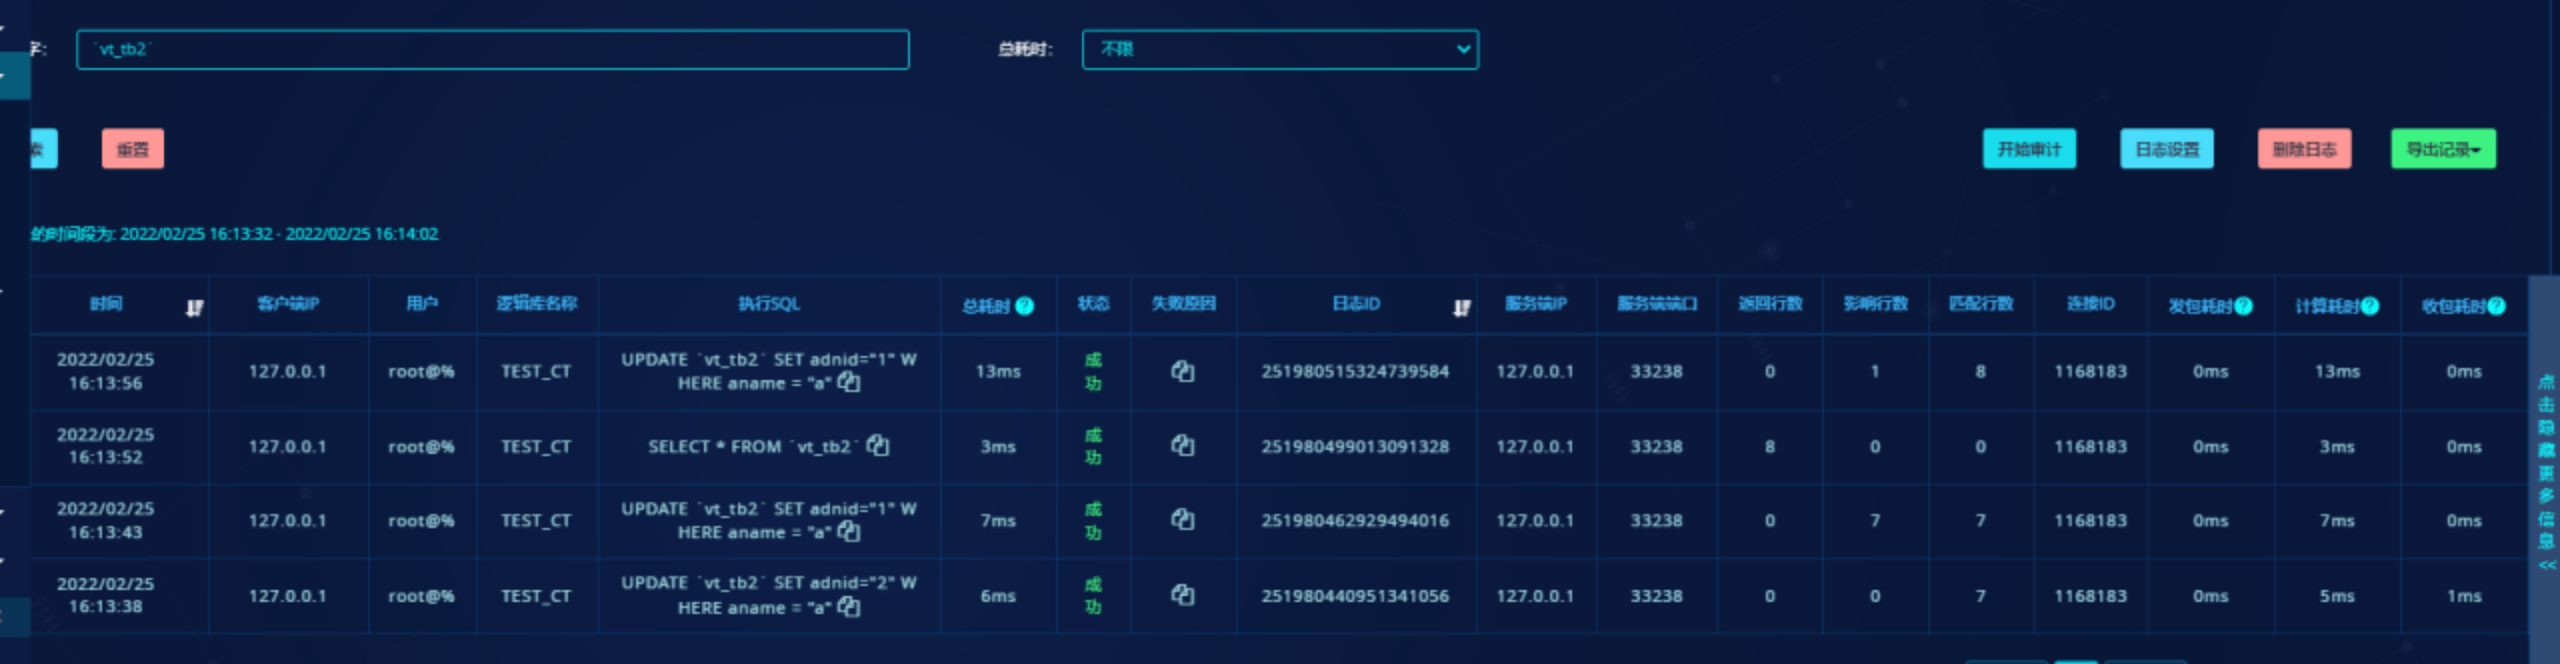 字: `vt_tb2` 总耗时: 不限
索 重置 开始审计 日志设置 删除日志 导出记录
的时间段为: 2022/02/25 16:13:32 - 2022/02/25 16:14:02
时间 客户端IP 用户 逻辑库名称 执行SQL 总耗时 状态 失败原因 日志ID 服务端IP 服务端端口 返回行数 影响行数 匹配行数 连接ID 发包耗时 计算耗时 收包耗时
2022/02/25 16:13:56 127.0.0.1 root@% TEST_CT UPDATE `vt_tb2` SET adnid="1" WHERE aname = "a" 13ms 成功 2519805153247395​84 127.0.0.1 33238 0 1 8 1168183 0ms 13ms 0ms
2022/02/25 16:13:52 127.0.0.1 root@% TEST_CT SELECT * FROM `vt_tb2` 3ms 成功 251980499013091328 127.0.0.1 33238 8 0 0 1168183 0ms 3ms 0ms
2022/02/25 16:13:43 127.0.0.1 root@% TEST_CT UPDATE `vt_tb2` SET adnid="1" WHERE aname = "a" 7ms 成功 251980462929494016 127.0.0.1 33238 0 7 7 1168183 0ms 7ms 0ms
2022/02/25 16:13:38 127.0.0.1 root@% TEST_CT UPDATE `vt_tb2` SET adnid="2" WHERE aname = "a" 6ms 成功 251980440951341056 127.0.0.1 33238 0 0 7 1168183 0ms 5ms 1ms
点击隐藏更多信息<<